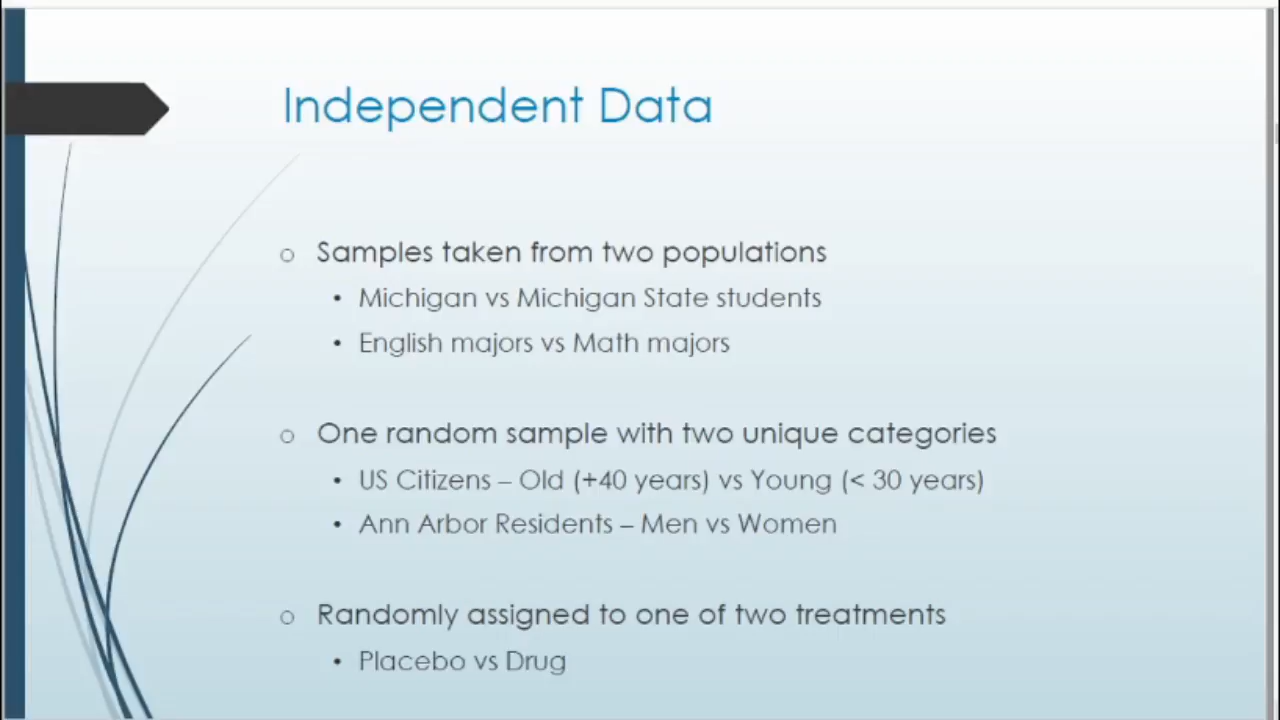 Independent Data
Samples taken from two populations
Michigan vs Michigan State students
English majors vs Math majors
One random sample with two unique categories
US Citizens – Old (+40 years) vs Young (< 30 years)
Ann Arbor Residents – Men vs Women
Randomly assigned to one of two treatments
Placebo vs Drug